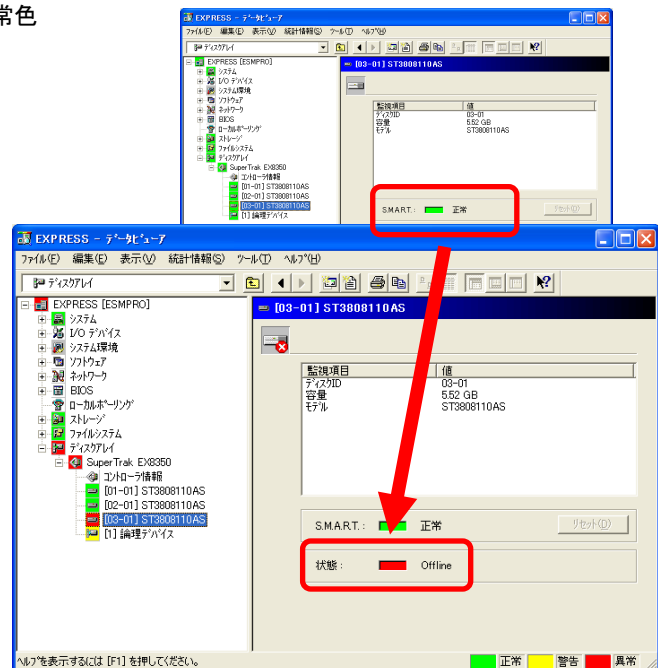 常色
EXPRESS - ﾃﾞｰﾀﾋﾞｭｰｱ
ﾌｧｲﾙ(F) 編集(E) 表示(V) 統計情報(S) ﾂｰﾙ(T) ﾍﾙﾌﾟ(H)
ﾃﾞｨｽｸｱﾚｲ
EXPRESS [ESMPRO]
ｼｽﾃﾑ
I/O ﾃﾞﾊﾞｲｽ
ｼｽﾃﾑ環境
ｿﾌﾄｳｪｱ
ﾈｯﾄﾜｰｸ
BIOS
ﾛｰｶﾙﾎﾟｰﾘﾝｸﾞ
ｽﾄﾚｰｼﾞ
ﾌｧｲﾙｼｽﾃﾑ
ﾃﾞｨｽｸｱﾚｲ
SuperTrak EX8350
ｺﾝﾄﾛｰﾗ情報
[01-01] ST3808110AS
[02-01] ST3808110AS
[03-01] ST3808110AS
[1] 論理ﾃﾞﾊﾞｲｽ
[03-01] ST3808110AS
監視項目 値
ﾃﾞｨｽｸID 03-01
容量 5.52 GB
ﾓﾃﾞﾙ ST3808110AS
S.M.A.R.T.: 正常 ﾘｾｯﾄ(D)
EXPRESS - ﾃﾞｰﾀﾋﾞｭｰｱ
ﾌｧｲﾙ(F) 編集(E) 表示(V) 統計情報(S) ﾂｰﾙ(T) ﾍﾙﾌﾟ(H)
ﾃﾞｨｽｸｱﾚｲ
EXPRESS [ESMPRO]
ｼｽﾃﾑ
I/O ﾃﾞﾊﾞｲｽ
ｼｽﾃﾑ環境
ｿﾌﾄｳｪｱ
ﾈｯﾄﾜｰｸ
BIOS
ﾛｰｶﾙﾎﾟｰﾘﾝｸﾞ
ｽﾄﾚｰｼﾞ
ﾌｧｲﾙｼｽﾃﾑ
ﾃﾞｨｽｸｱﾚｲ
SuperTrak EX8350
ｺﾝﾄﾛｰﾗ情報
[01-01] ST3808110AS
[02-01] ST3808110AS
[03-01] ST3808110AS
[1] 論理ﾃﾞﾊﾞｲｽ
[03-01] ST3808110AS
監視項目 値
ﾃﾞｨｽｸID 03-01
容量 5.52 GB
ﾓﾃﾞﾙ ST3808110AS
S.M.A.R.T.: 正常 ﾘｾｯﾄ(D)
状態: Offline
ﾍﾙﾌﾟを表示するには [F1] を押してください。 正常 警告 異常